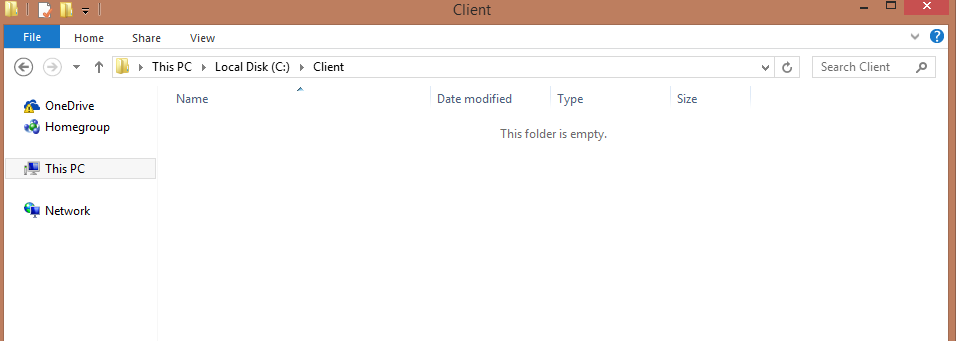 Client
File Home Share View
This PC Local Disk (C:) Client Search Client
Name Date modified Type Size
OneDrive
This folder is empty.
Homegroup
This PC
Network